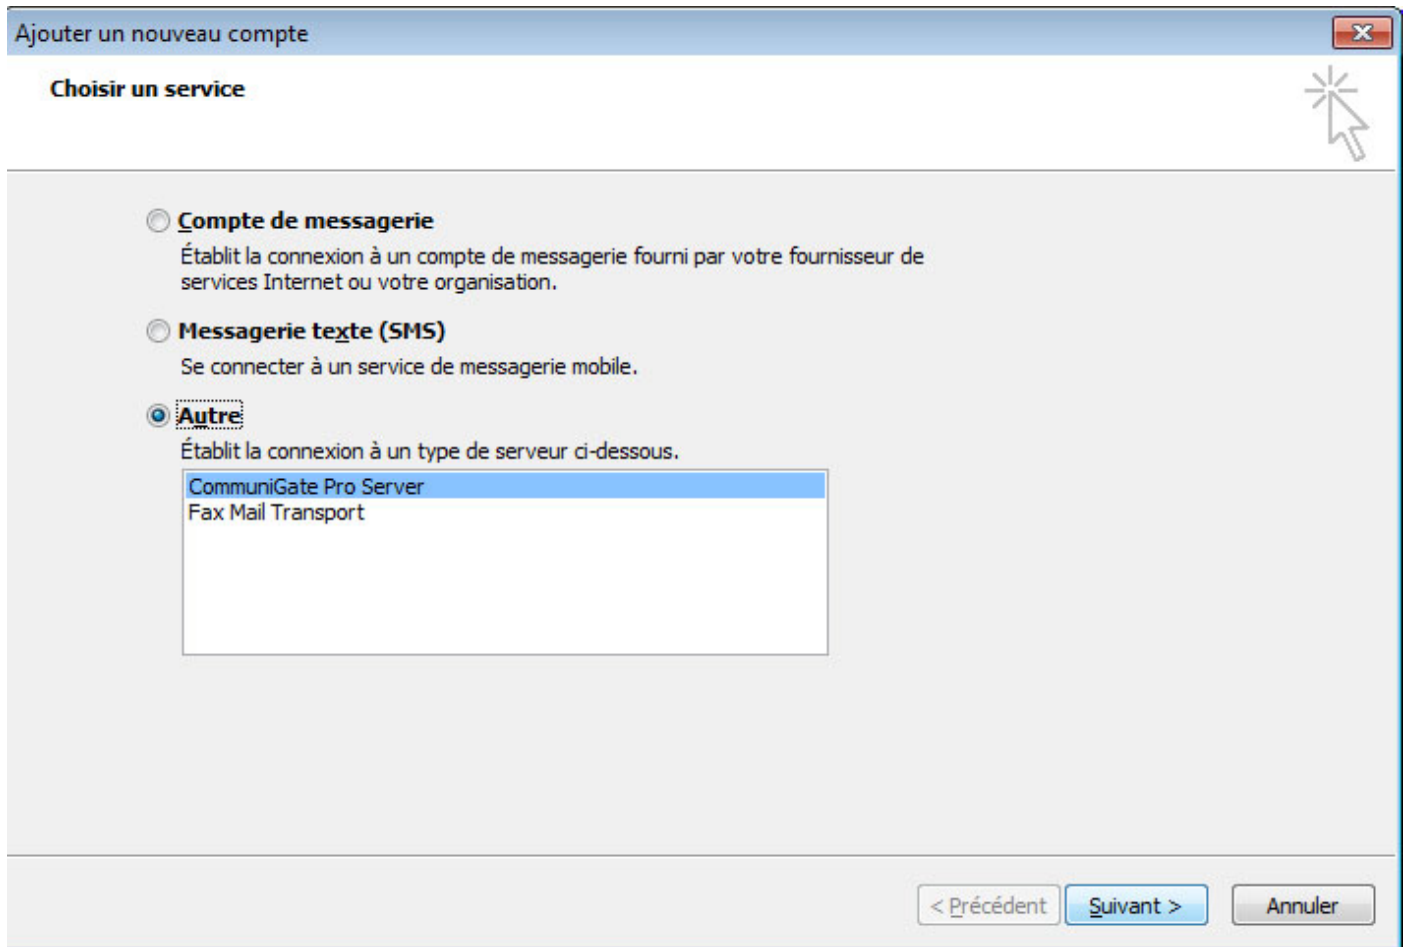 Ajouter un nouveau compte
Choisir un service
Compte de messagerie
Établit la connexion à un compte de messagerie fourni par votre fournisseur de
services Internet ou votre organisation.
Messagerie texte (SMS)
Se connecter à un service de messagerie mobile.
Autre
Établit la connexion à un type de serveur ci-dessous.
CommuniGate Pro Server
Fax Mail Transport
< Précédent Suivant > Annuler